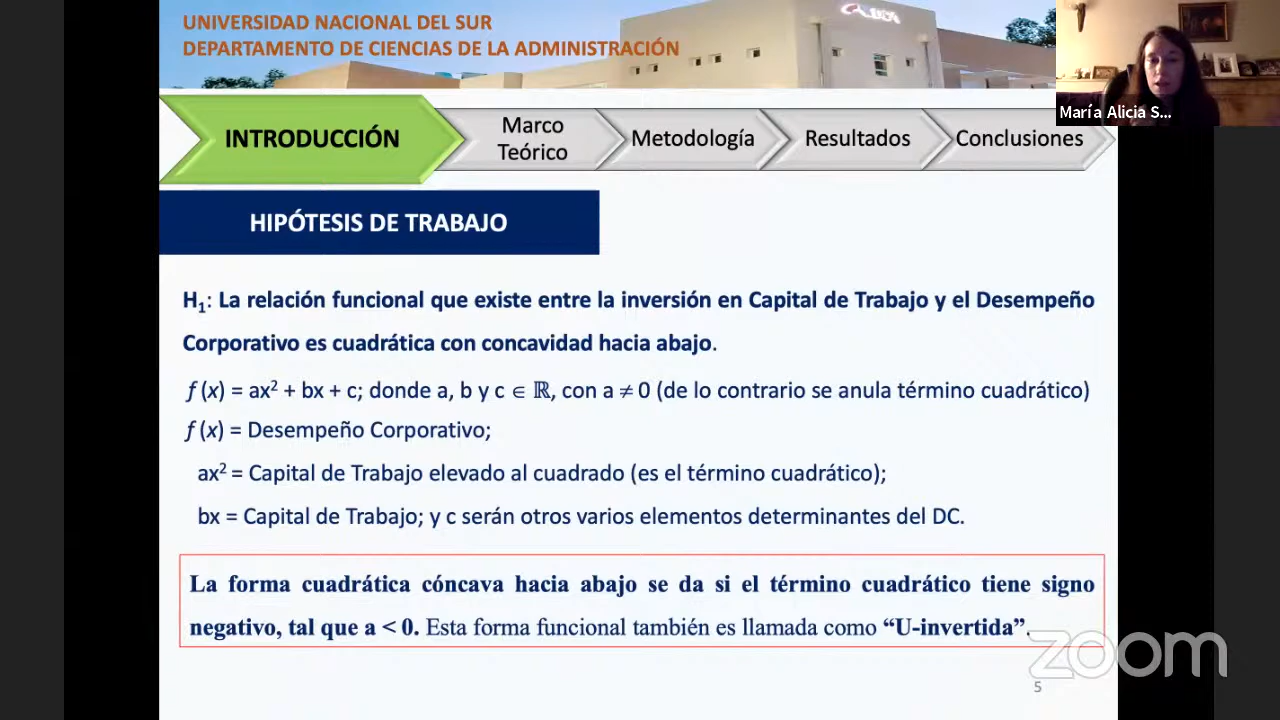 UNIVERSIDAD NACIONAL DEL SUR
DEPARTAMENTO DE CIENCIAS DE LA ADMINISTRACIÓN
María Alicia S...
INTRODUCCIÓN
Marco
Teórico
Metodología
Resultados
Conclusiones
HIPÓTESIS DE TRABAJO
H₁: La relación funcional que existe entre la inversión en Capital de Trabajo y el Desempeño
Corporativo es cuadrática con concavidad hacia abajo.
f (x) = ax² + bx + c; donde a, b y c ∈ ℝ, con a ≠ 0 (de lo contrario se anula término cuadrático)
f (x) = Desempeño Corporativo;
ax² = Capital de Trabajo elevado al cuadrado (es el término cuadrático);
bx = Capital de Trabajo; y c serán otros varios elementos determinantes del DC.
La forma cuadrática cóncava hacia abajo se da si el término cuadrático tiene signo
negativo, tal que a < 0. Esta forma funcional también es llamada como “U-invertida”.
zoom
5